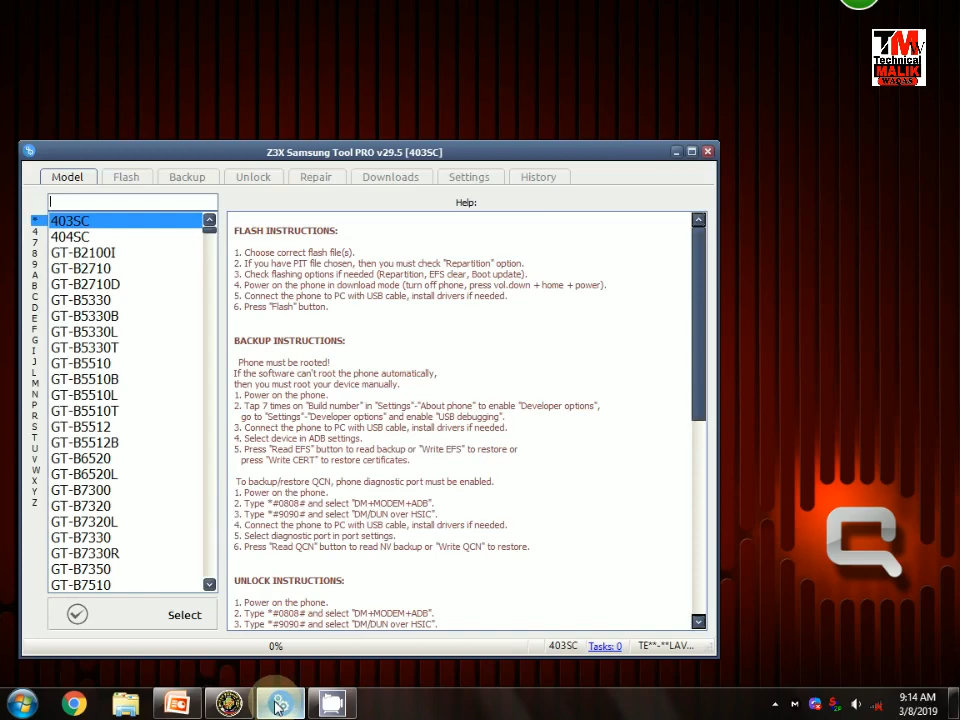 TM W
Technical
MALIK
WAQAS
Z3X Samsung Tool PRO v29.5 [403SC]
Model
Flash
Backup
Unlock
Repair
Downloads
Settings
History
Help:
*
4
7
8
9
A
B
C
D
E
F
G
I
J
L
M
N
P
R
S
T
U
V
W
X
Y
Z
403SC
404SC
GT-B2100I
GT-B2710
GT-B2710D
GT-B5330
GT-B5330B
GT-B5330L
GT-B5330T
GT-B5510
GT-B5510B
GT-B5510L
GT-B5510T
GT-B5512
GT-B5512B
GT-B6520
GT-B6520L
GT-B7300
GT-B7320
GT-B7320L
GT-B7330
GT-B7330R
GT-B7350
GT-B7510
Select
FLASH INSTRUCTIONS:
1. Choose correct flash file(s).
2. If you have PIT file chosen, then you must check "Repartition" option.
3. Check flashing options if needed (Repartition, EFS clear, Boot update).
4. Power on the phone in download mode (turn off phone, press vol.down + home + power).
5. Connect the phone to PC with USB cable, install drivers if needed.
6. Press "Flash" button.
BACKUP INSTRUCTIONS:
Phone must be rooted!
If the software can't root the phone automatically,
then you must root your device manually.
1. Power on the phone.
2. Tap 7 times on "Build number" in "Settings"-"About phone" to enable "Developer options",
go to "Settings"-"Developer options" and enable "USB debugging".
3. Connect the phone to PC with USB cable, install drivers if needed.
4. Select device in ADB settings.
5. Press "Read EFS" button to read backup or "Write EFS" to restore or
press "Write CERT" to restore certificates.
To backup/restore QCN, phone diagnostic port must be enabled.
1. Power on the phone.
2. Type *#0808# and select "DM+MODEM+ADB".
3. Type *#9090# and select "DM/DUN over HSIC".
4. Connect the phone to PC with USB cable, install drivers if needed.
5. Select diagnostic port in port settings.
6. Press "Read QCN" button to read NV backup or "Write QCN" to restore.
UNLOCK INSTRUCTIONS:
1. Power on the phone.
2. Type *#0808# and select "DM+MODEM+ADB".
3. Type *#9090# and select "DM/DUN over HSIC".
0%
403SC
Tasks: 0
TE**-**LAV...
9:14 AM
3/8/2019